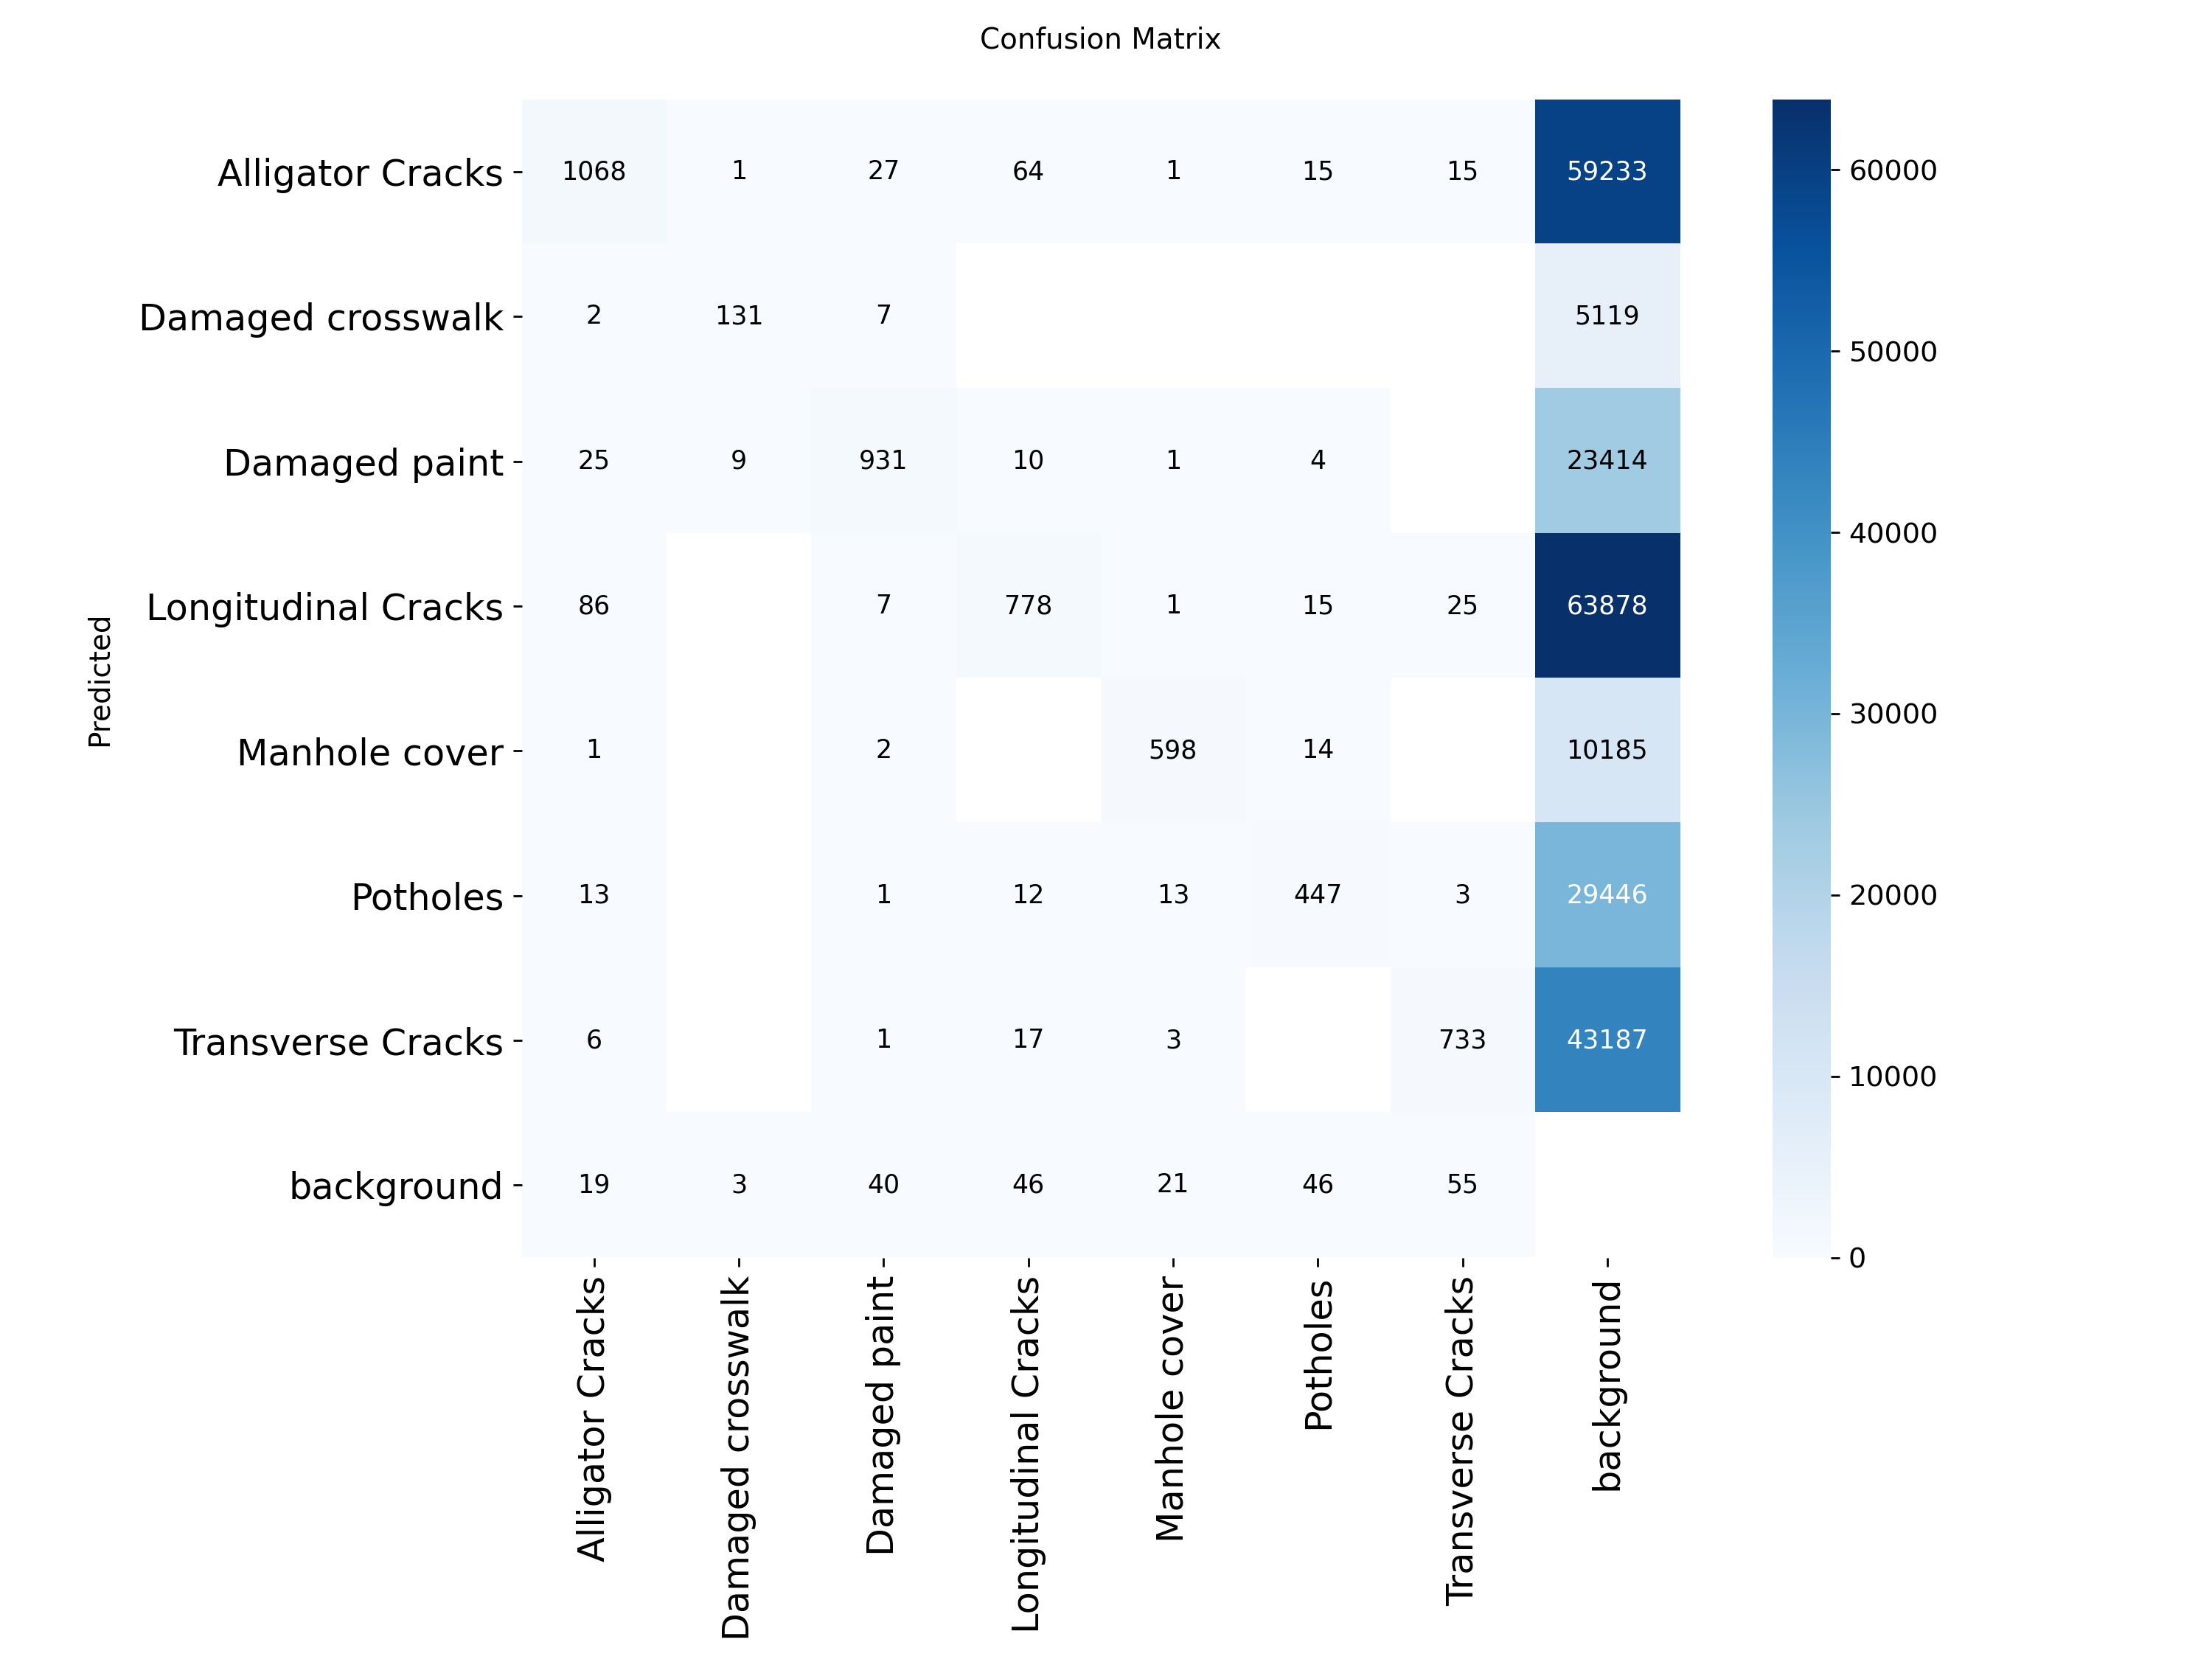 Confusion Matrix
Alligator Cracks 1068 1 27 64 1 15 15 59233
Damaged crosswalk 2 131 7 5119
Damaged paint 25 9 931 10 1 4 23414
Longitudinal Cracks 86 7 778 1 15 25 63878
Manhole cover 1 2 598 14 10185
Potholes 13 1 12 13 447 3 29446
Transverse Cracks 6 1 17 3 733 43187
background 19 3 40 46 21 46 55
Predicted
Alligator Cracks
Damaged crosswalk
Damaged paint
Longitudinal Cracks
Manhole cover
Potholes
Transverse Cracks
background
60000
50000
40000
30000
20000
10000
0